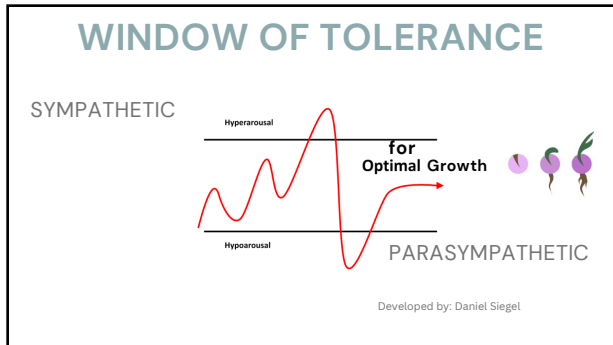 WINDOW OF TOLERANCE
SYMPATHETIC
Hyperarousal
for
Optimal Growth
Hypoarousal
PARASYMPATHETIC
Developed by: Daniel Siegel